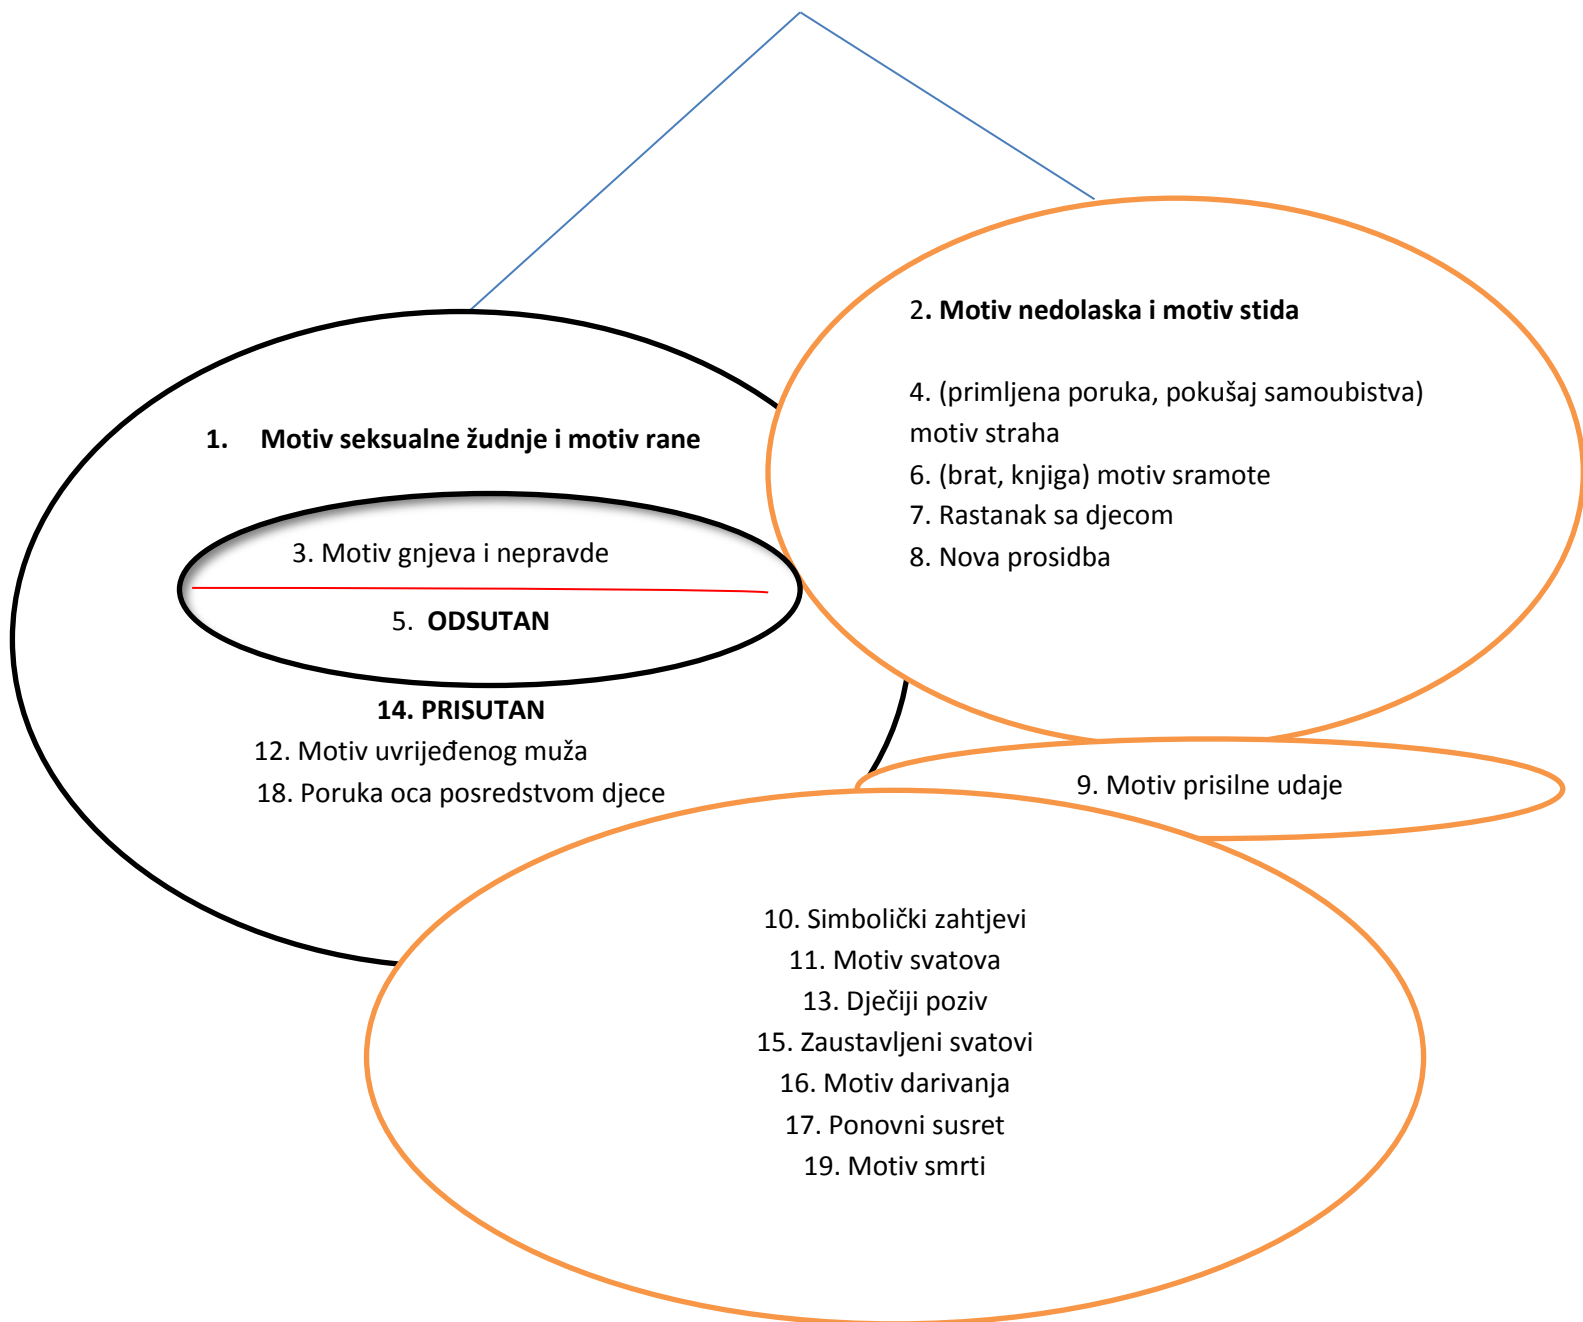 2. Motiv nedolaska i motiv stida
4. (primljena poruka, pokušaj samoubistva)
motiv straha
6. (brat, knjiga) motiv sramote
7. Rastanak sa djecom
8. Nova prosidba
1. Motiv seksualne žudnje i motiv rane
3. Motiv gnjeva i nepravde
5. ODSUTAN
14. PRISUTAN
12. Motiv uvrijeđenog muža
18. Poruka oca posredstvom djece
9. Motiv prisilne udaje
10. Simbolički zahtjevi
11. Motiv svatova
13. Dječiji poziv
15. Zaustavljeni svatovi
16. Motiv darivanja
17. Ponovni susret
19. Motiv smrti